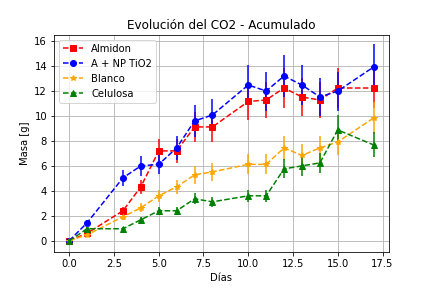 Evolución del CO2 - Acumulado
Almidon
A + NP TiO2
Blanco
Celulosa
Masa [g]
16
14
12
10
8
6
4
2
0
0.0 2.5 5.0 7.5 10.0 12.5 15.0 17.5
Días